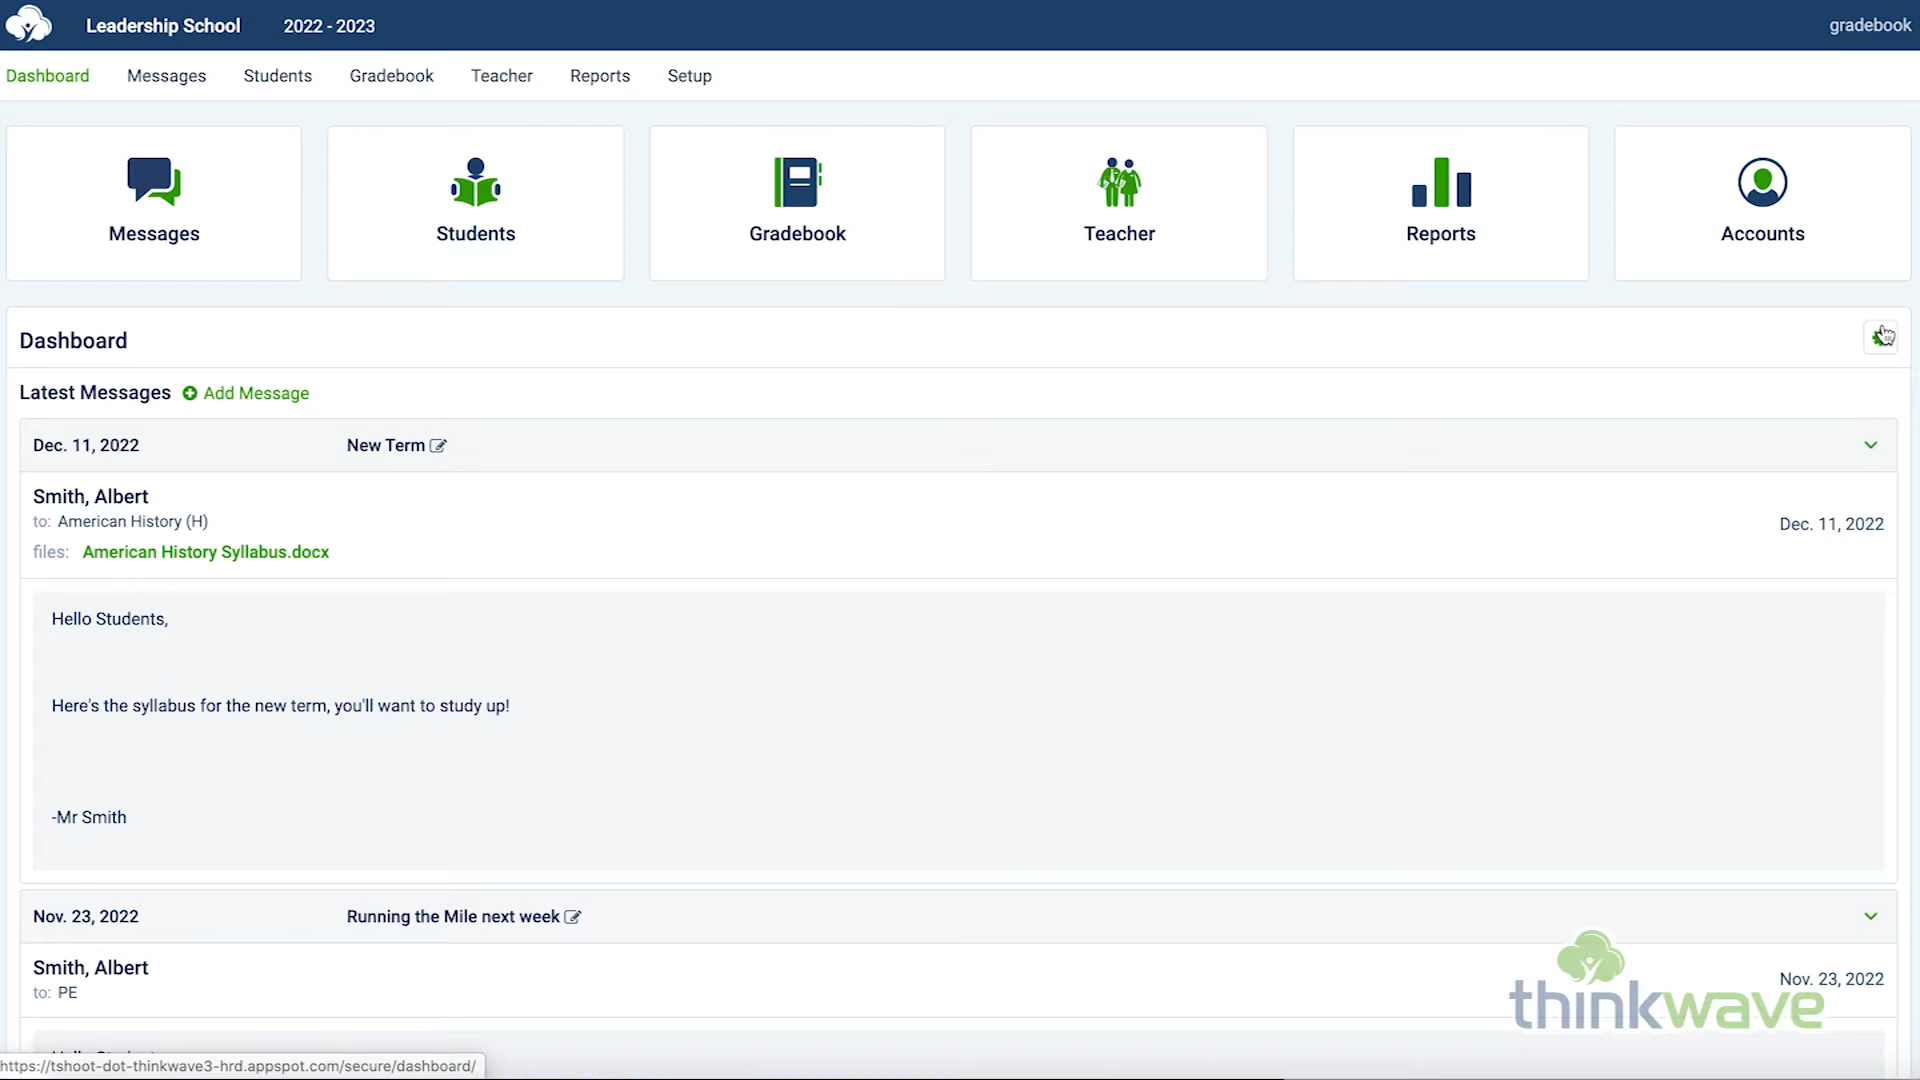 Leadership School 2022 - 2023 gradebook
Dashboard Messages Students Gradebook Teacher Reports Setup
Messages Students Gradebook Teacher Reports Accounts
Dashboard
Latest Messages Add Message
Dec. 11, 2022 New Term
Smith, Albert
to: American History (H)
Dec. 11, 2022
files: American History Syllabus.docx
Hello Students,
Here's the syllabus for the new term, you'll want to study up!
-Mr Smith
Nov. 23, 2022 Running the Mile next week
Smith, Albert
Nov. 23, 2022
to: PE
thinkwave
https://tshoot-dot-thinkwave3-hrd.appspot.com/secure/dashboard/